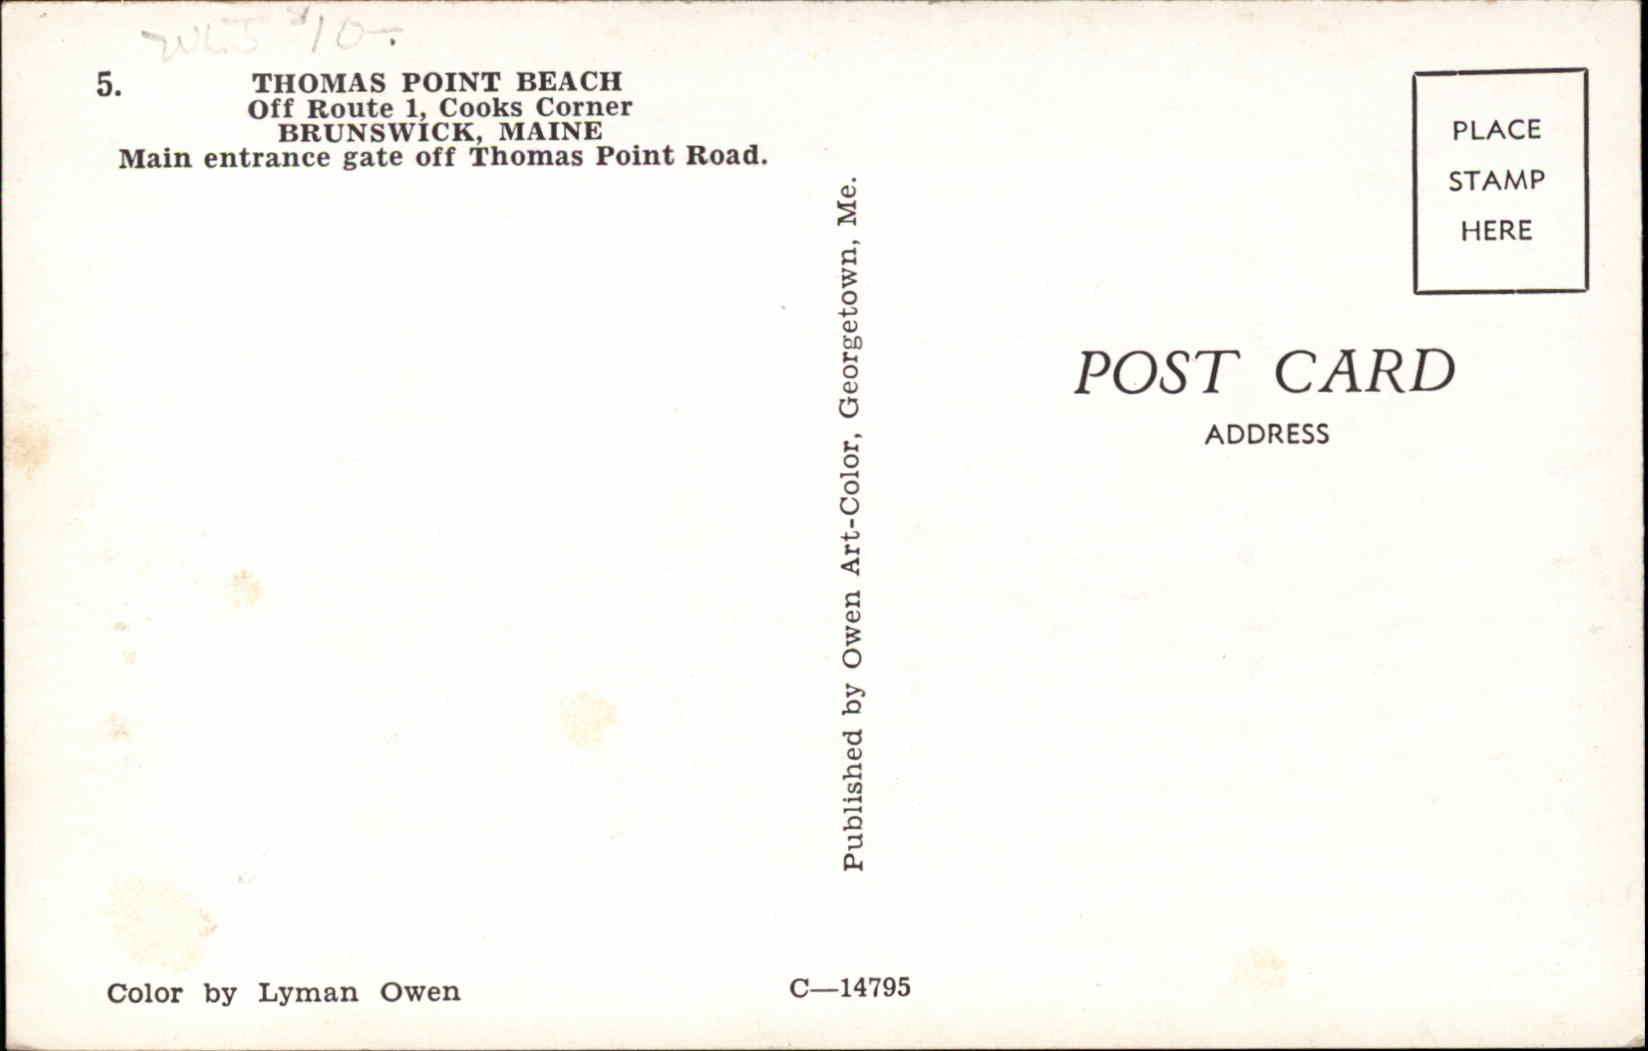 5.
THOMAS POINT BEACH
Off Route 1, Cooks Corner
BRUNSWICK, MAINE
Main entrance gate off Thomas Point Road.
Published by Owen Art-Color, Georgetown, Me.
PLACE
STAMP
HERE
POST CARD
ADDRESS
Color by Lyman Owen
C—14795